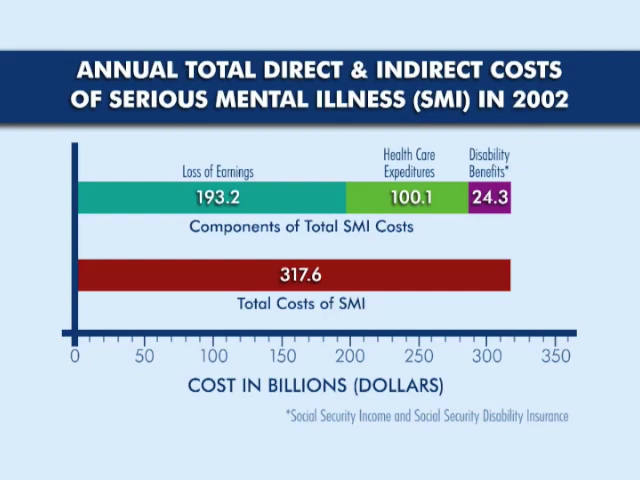 ANNUAL TOTAL DIRECT & INDIRECT COSTS
OF SERIOUS MENTAL ILLNESS (SMI) IN 2002
Loss of Earnings
Health Care
Expeditures
Disability
Benefits*
193.2
100.1
24.3
Components of Total SMI Costs
317.6
Total Costs of SMI
0 50 100 150 200 250 300 350
COST IN BILLIONS (DOLLARS)
*Social Security Income and Social Security Disability Insurance